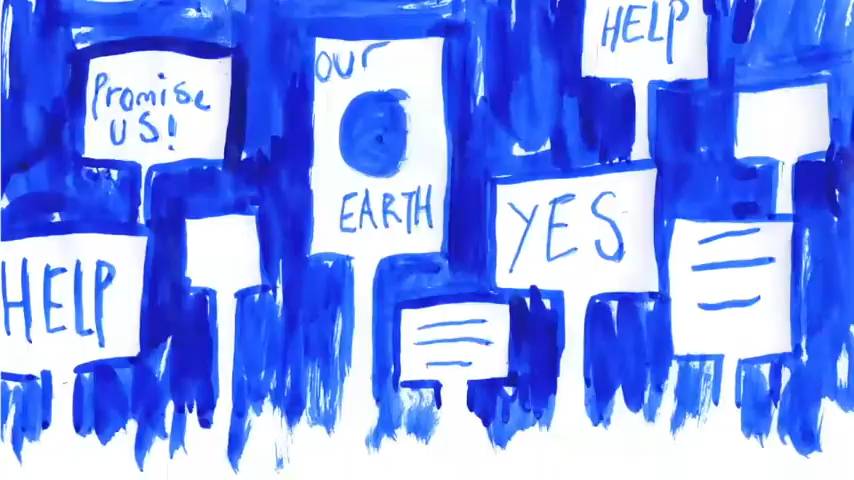 HELP
Promise
US!
our
EARTH
YES
HELP